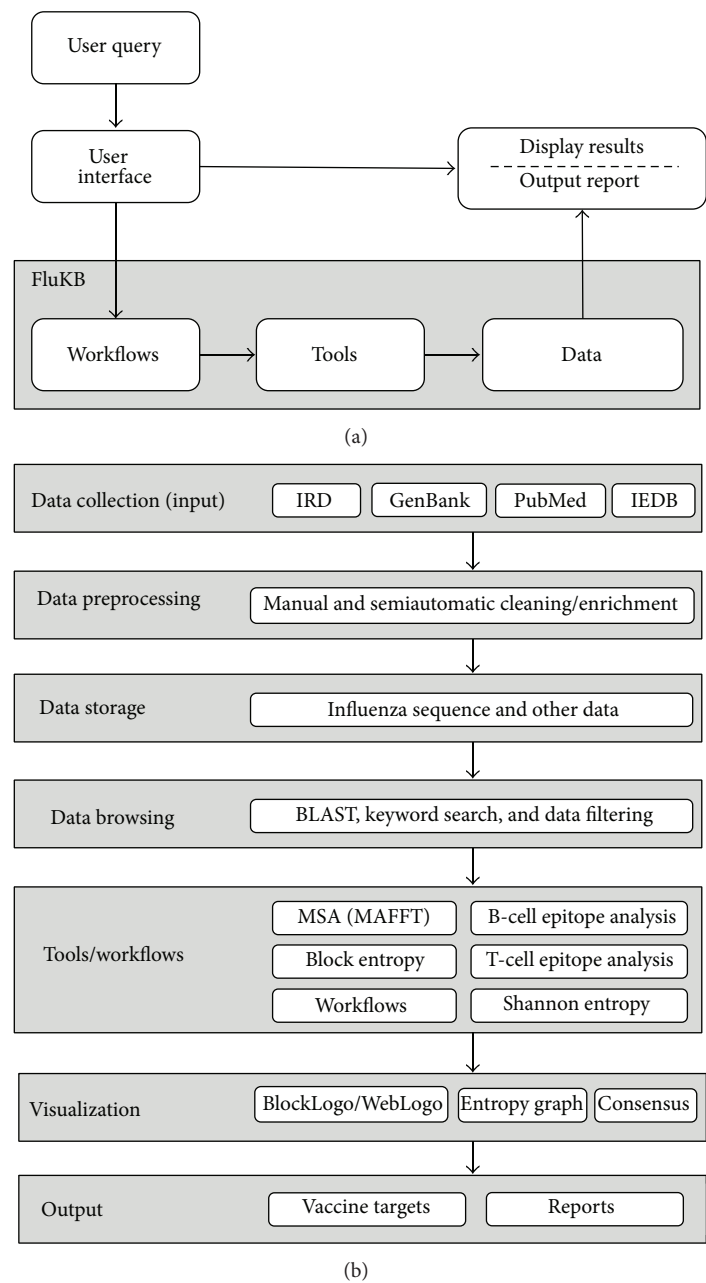 User query
User
interface
Display results
Output report
FluKB
Workflows
Tools
Data
(a)
Data collection (input)
IRD
GenBank
PubMed
IEDB
Data preprocessing
Manual and semiautomatic cleaning/enrichment
Data storage
Influenza sequence and other data
Data browsing
BLAST, keyword search, and data filtering
Tools/workflows
MSA (MAFFT)
B-cell epitope analysis
Block entropy
T-cell epitope analysis
Workflows
Shannon entropy
Visualization
BlockLogo/WebLogo
Entropy graph
Consensus
Output
Vaccine targets
Reports
(b)